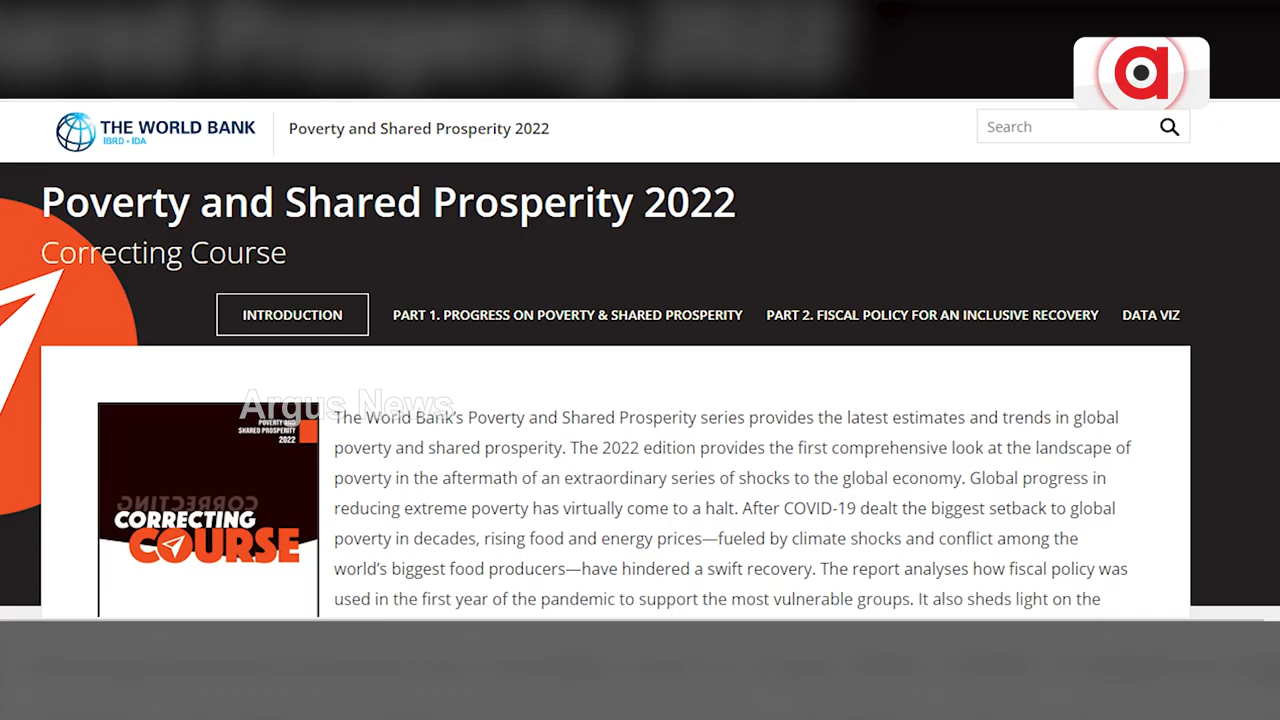 THE WORLD BANK
IBRD • IDA
Poverty and Shared Prosperity 2022
Search
Poverty and Shared Prosperity 2022
Correcting Course
INTRODUCTION
PART 1. PROGRESS ON POVERTY & SHARED PROSPERITY
PART 2. FISCAL POLICY FOR AN INCLUSIVE RECOVERY
DATA VIZ
Argus News
POVERTY AND
SHARED PROSPERITY
2022
CORRECTING
CORRECTING
COURSE
The World Bank’s Poverty and Shared Prosperity series provides the latest estimates and trends in global
poverty and shared prosperity. The 2022 edition provides the first comprehensive look at the landscape of
poverty in the aftermath of an extraordinary series of shocks to the global economy. Global progress in
reducing extreme poverty has virtually come to a halt. After COVID-19 dealt the biggest setback to global
poverty in decades, rising food and energy prices—fueled by climate shocks and conflict among the
world’s biggest food producers—have hindered a swift recovery. The report analyses how fiscal policy was
used in the first year of the pandemic to support the most vulnerable groups. It also sheds light on the